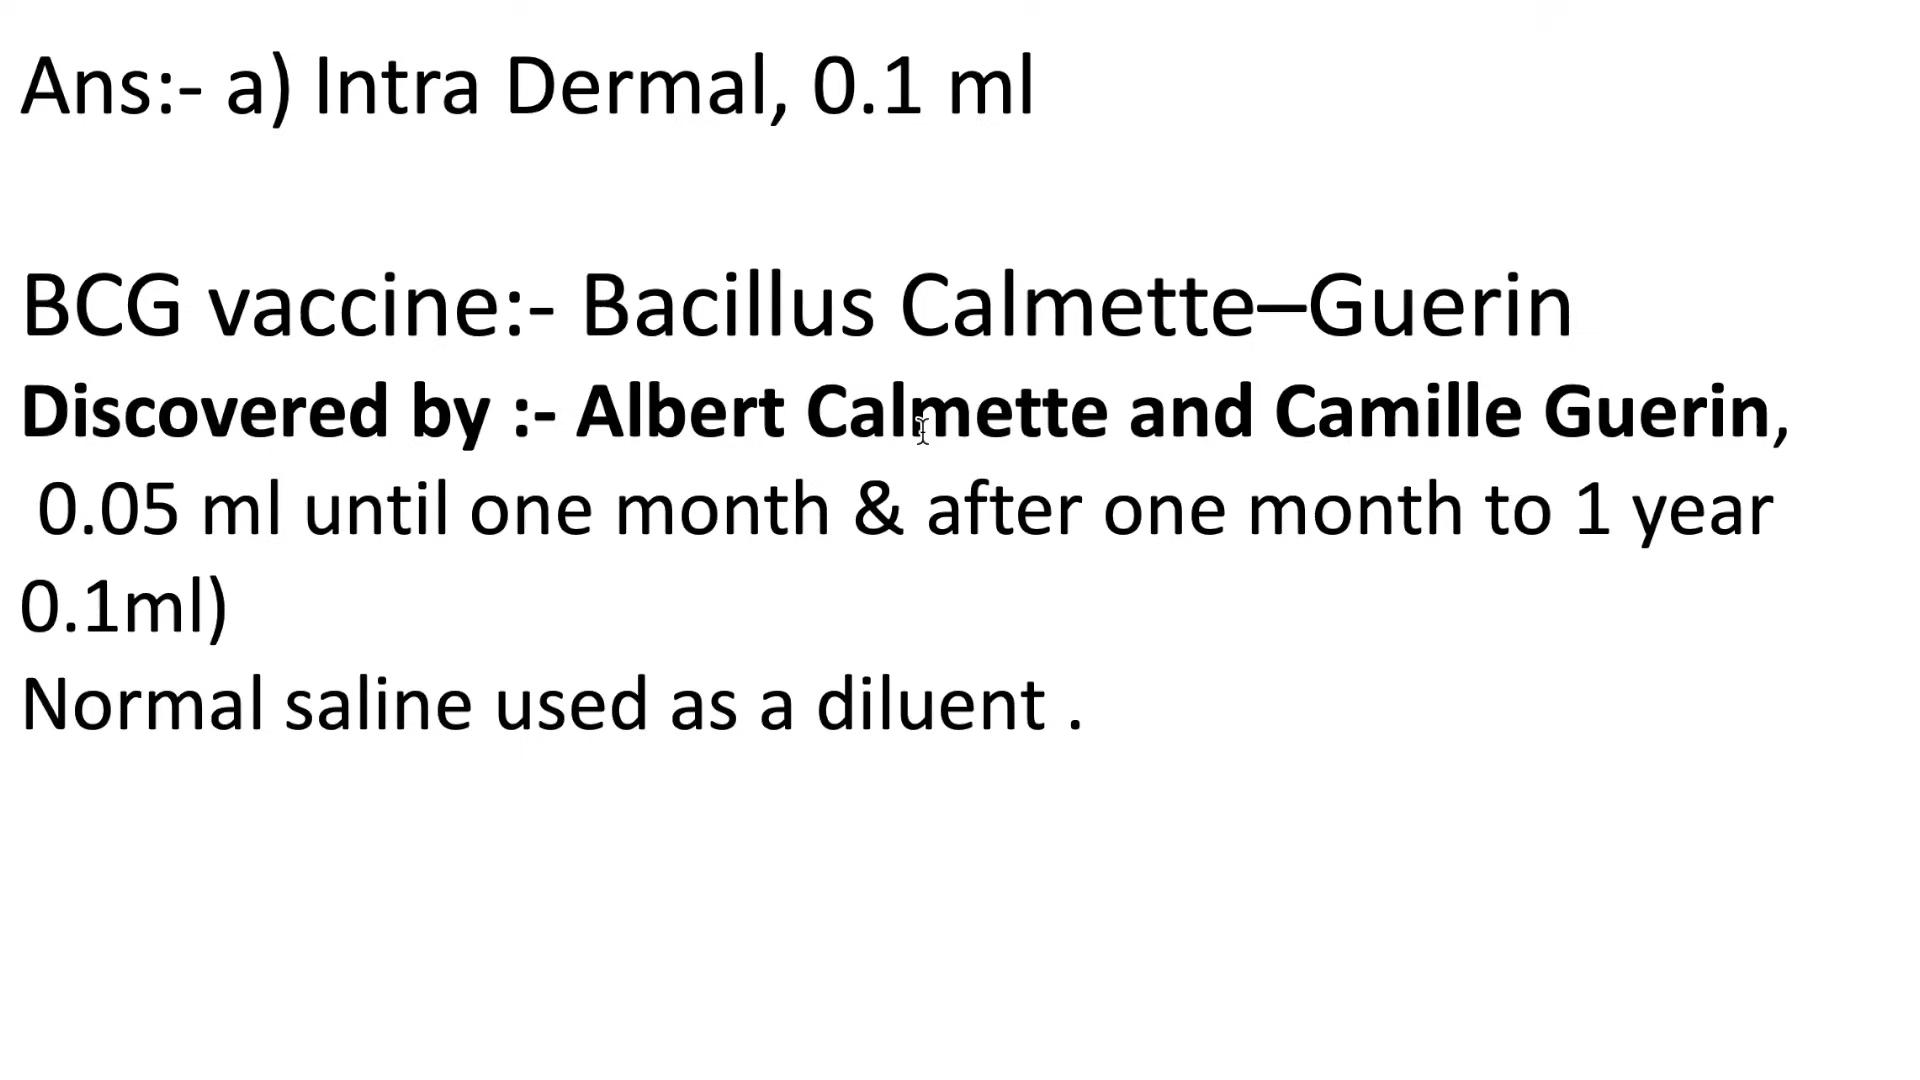 Ans:- a) Intra Dermal, 0.1 ml
BCG vaccine:- Bacillus Calmette–Guerin
Discovered by :- Albert Calmette and Camille Guerin,
0.05 ml until one month & after one month to 1 year
0.1ml)
Normal saline used as a diluent .